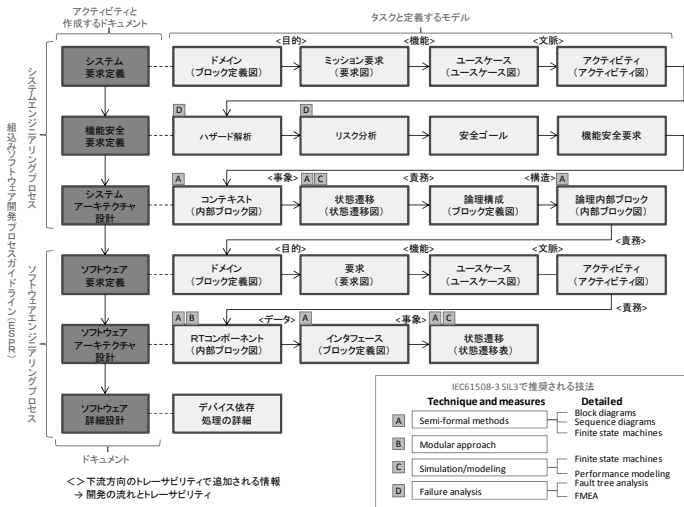 アクティビティと
作成するドキュメント
タスクと定義するモデル
組込みソフトウェア開発プロセスガイドライン(ESPR)
システムエンジニアリングプロセス
システム
要求定義
ドメイン
(ブロック定義図)
<目的>
ミッション要求
(要求図)
<機能>
ユースケース
(ユースケース図)
<文脈>
アクティビティ
(アクティビティ図)
機能安全
要求定義
D
ハザード解析
D
リスク分析
安全ゴール
機能安全要求
システム
アーキテクチャ
設計
A
コンテキスト
(内部ブロック図)
<事象>
A C
状態遷移
(状態遷移図)
<責務>
論理構成
(ブロック定義図)
<構造>
A
論理内部ブロック
(内部ブロック図)
<責務>
ソフトウェアエンジニアリングプロセス
ソフトウェア
要求定義
ドメイン
(ブロック定義図)
<目的>
要求
(要求図)
<機能>
ユースケース
(ユースケース図)
<文脈>
アクティビティ
(アクティビティ図)
<責務>
ソフトウェア
アーキテクチャ
設計
A B
RTコンポーネント
(内部ブロック図)
<データ>
A
インタフェース
(ブロック定義図)
<事象>
A C
状態遷移
(状態遷移表)
ソフトウェア
詳細設計
デバイス依存
処理の詳細
ドキュメント
<>下流方向のトレーサビリティで追加される情報
→ 開発の流れとトレーサビリティ
IEC61508-3 SIL3で推奨される技法
Technique and measures
Detailed
A
Semi-formal methods
Block diagrams
Sequence diagrams
Finite state machines
B
Modular approach
C
Simulation/modeling
Finite state machines
Performance modeling
D
Failure analysis
Fault tree analysis
FMEA